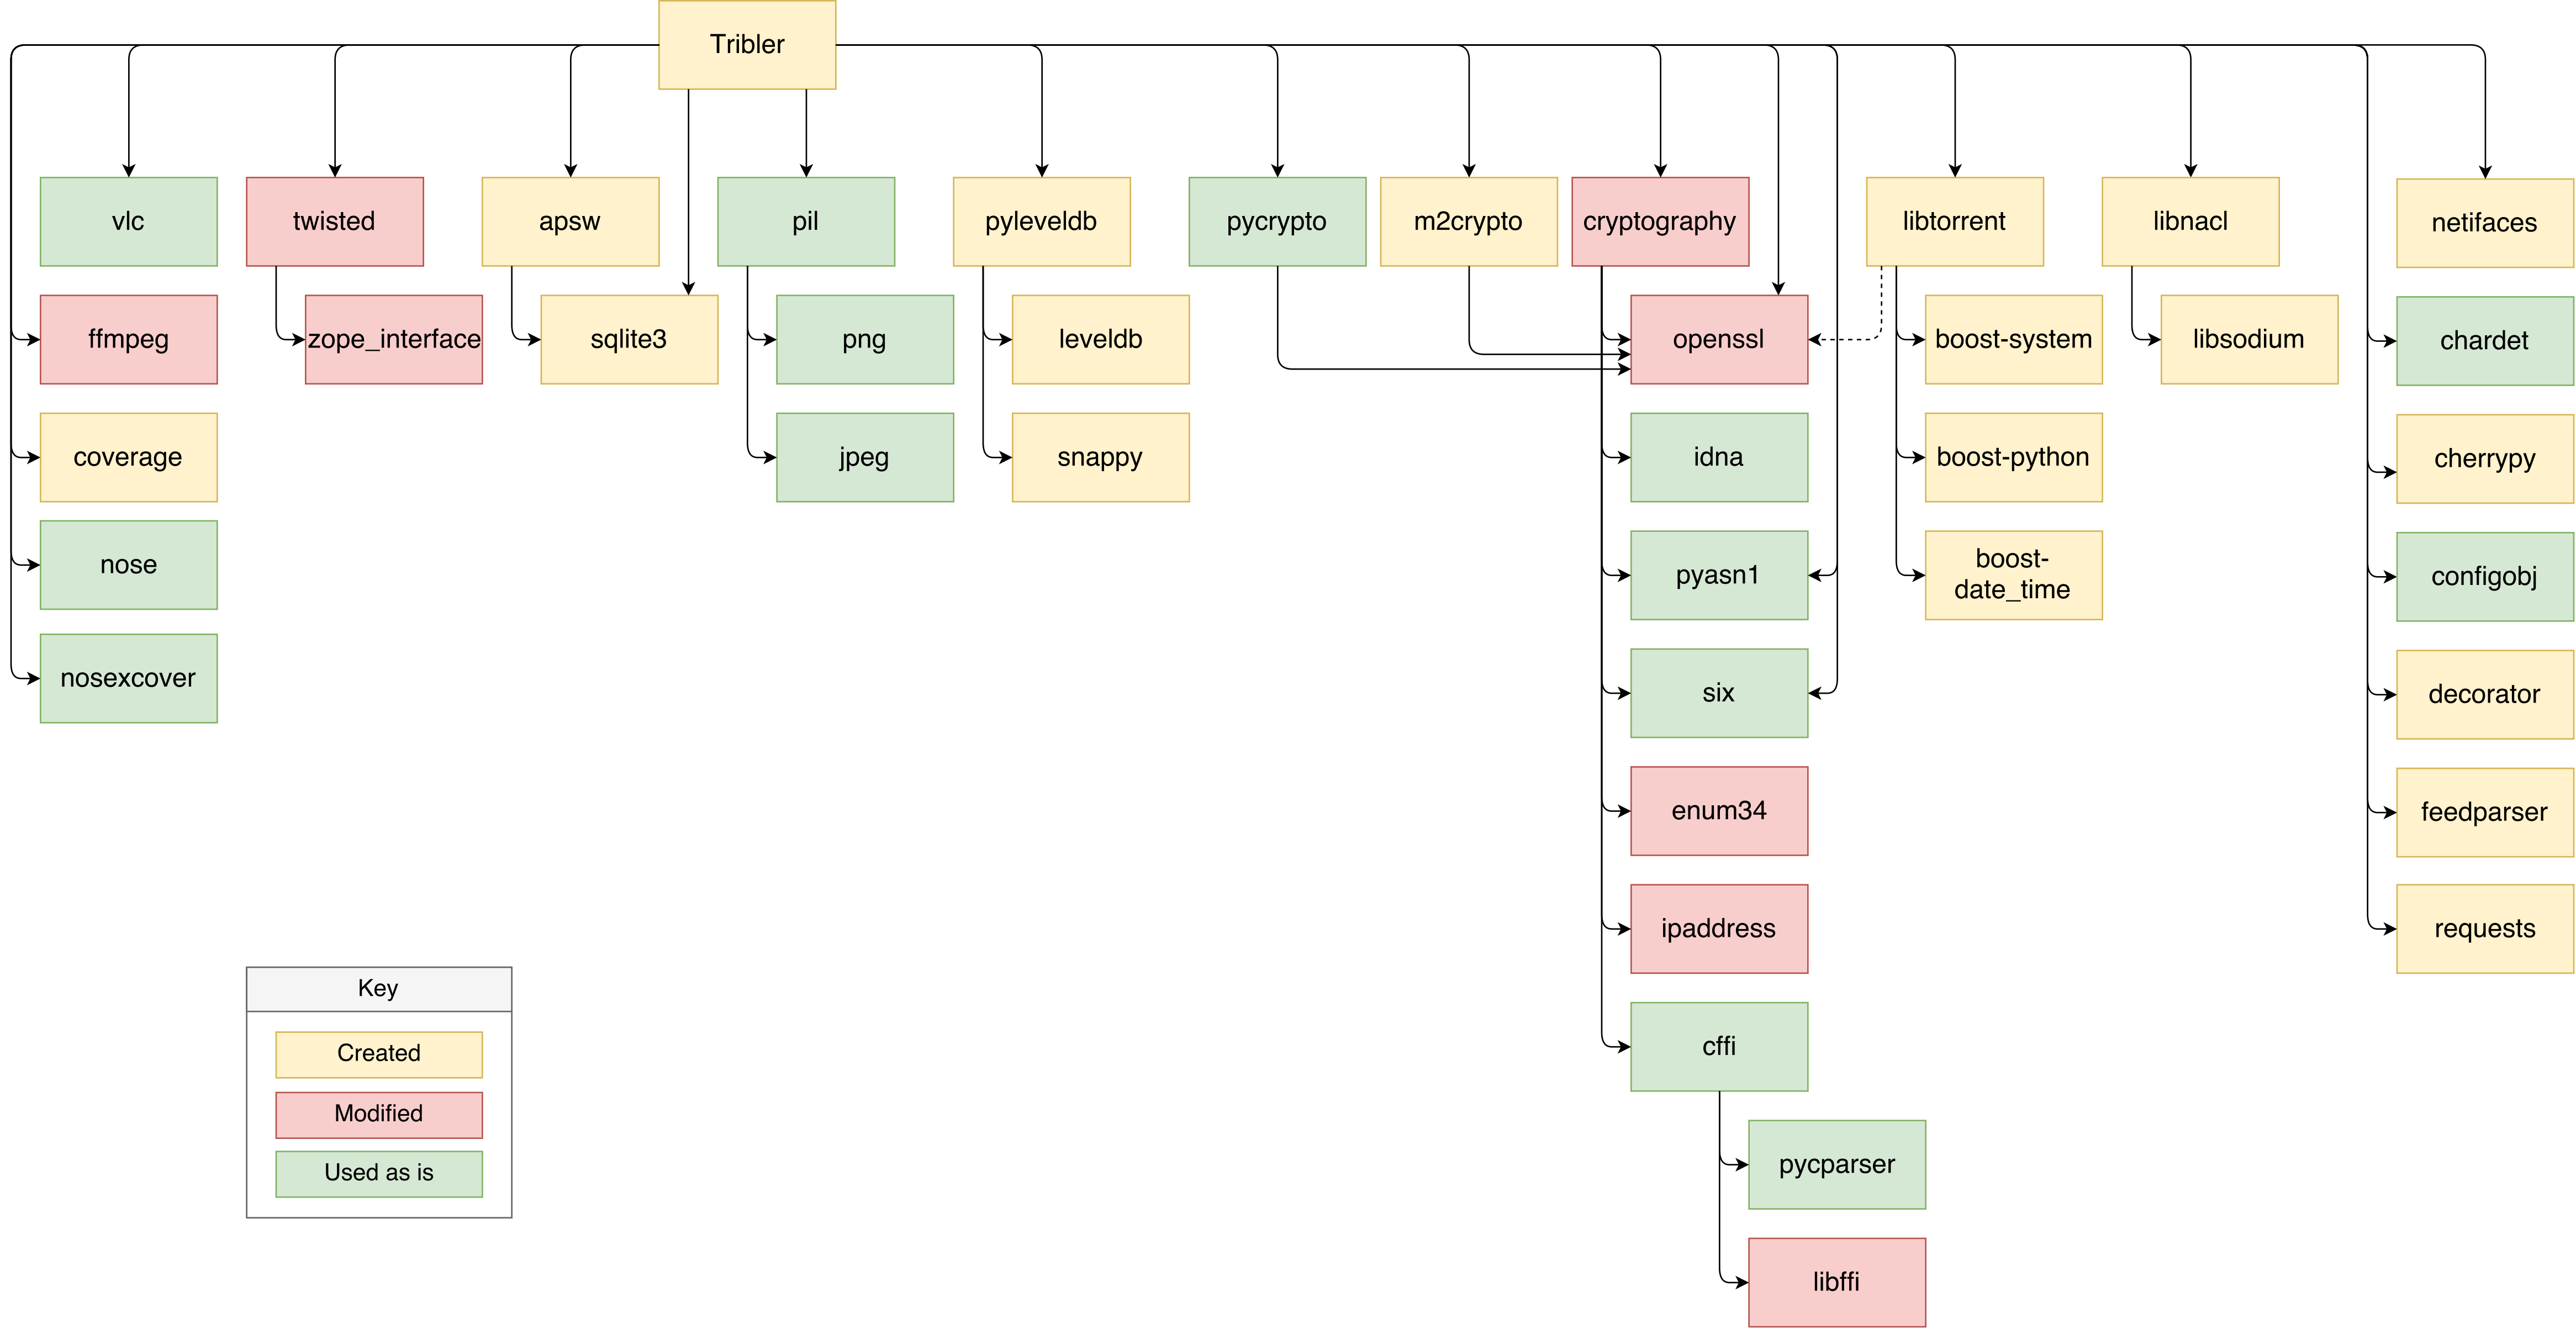 Tribler
vlc
twisted
apsw
pil
pyleveldb
pycrypto
m2crypto
cryptography
libtorrent
libnacl
netifaces
ffmpeg
zope_interface
sqlite3
png
leveldb
openssl
boost-system
libsodium
chardet
coverage
jpeg
snappy
idna
boost-python
cherrypy
nose
pyasn1
boost-
date_time
configobj
nosexcover
six
decorator
enum34
feedparser
ipaddress
requests
Key
Created
Modified
Used as is
cffi
pycparser
libffi